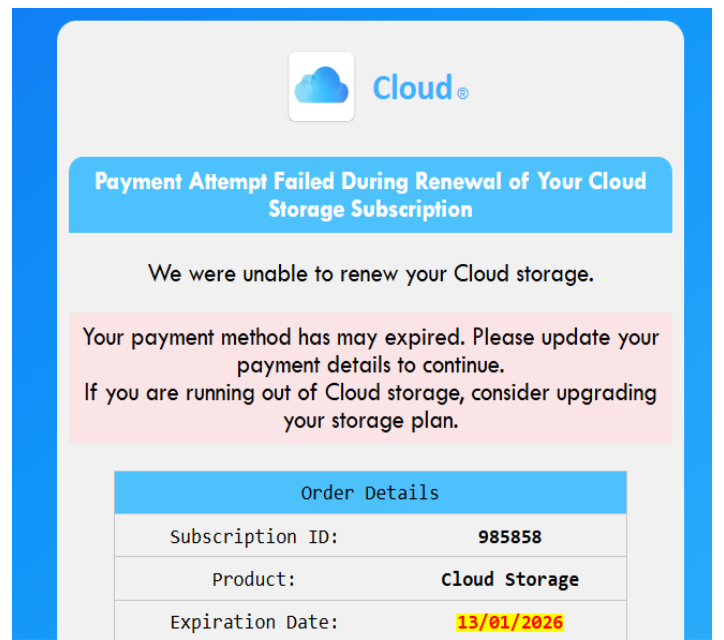 Cloud ®
Payment Attempt Failed During Renewal of Your Cloud
Storage Subscription
We were unable to renew your Cloud storage.
Your payment method has may expired. Please update your
payment details to continue.
If you are running out of Cloud storage, consider upgrading
your storage plan.
Order Details
Subscription ID: 985858
Product: Cloud Storage
Expiration Date: 13/01/2026